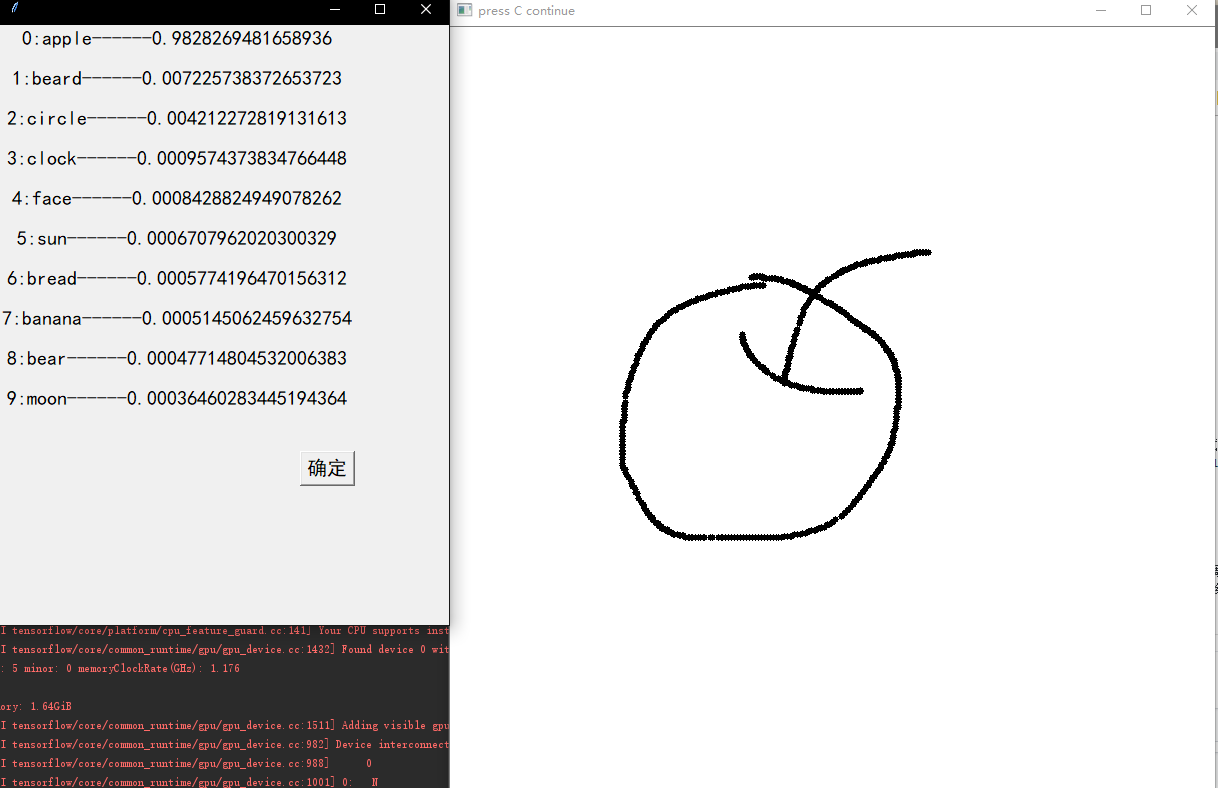 press C continue
0:apple------0.9828269481658936
1:beard------0.007225738372653723
2:circle------0.004212272819131613
3:clock------0.0009574373834766448
4:face------0.0008428824949078262
5:sun------0.0006707962020300329
6:bread------0.0005774196470156312
7:banana------0.0005145062459632754
8:bear------0.00047714804532006383
9:moon------0.00036460283445194364
确定
I tensorflow/core/platform/cpu_feature_guard.cc:141] Your CPU supports inst
I tensorflow/core/common_runtime/gpu/gpu_device.cc:1432] Found device 0 wit
: 5 minor: 0 memoryClockRate(GHz): 1.176
ory: 1.64GiB
I tensorflow/core/common_runtime/gpu/gpu_device.cc:1511] Adding visible gpu
I tensorflow/core/common_runtime/gpu/gpu_device.cc:982] Device interconnect
I tensorflow/core/common_runtime/gpu/gpu_device.cc:988] 0
I tensorflow/core/common_runtime/gpu/gpu_device.cc:1001] 0: N